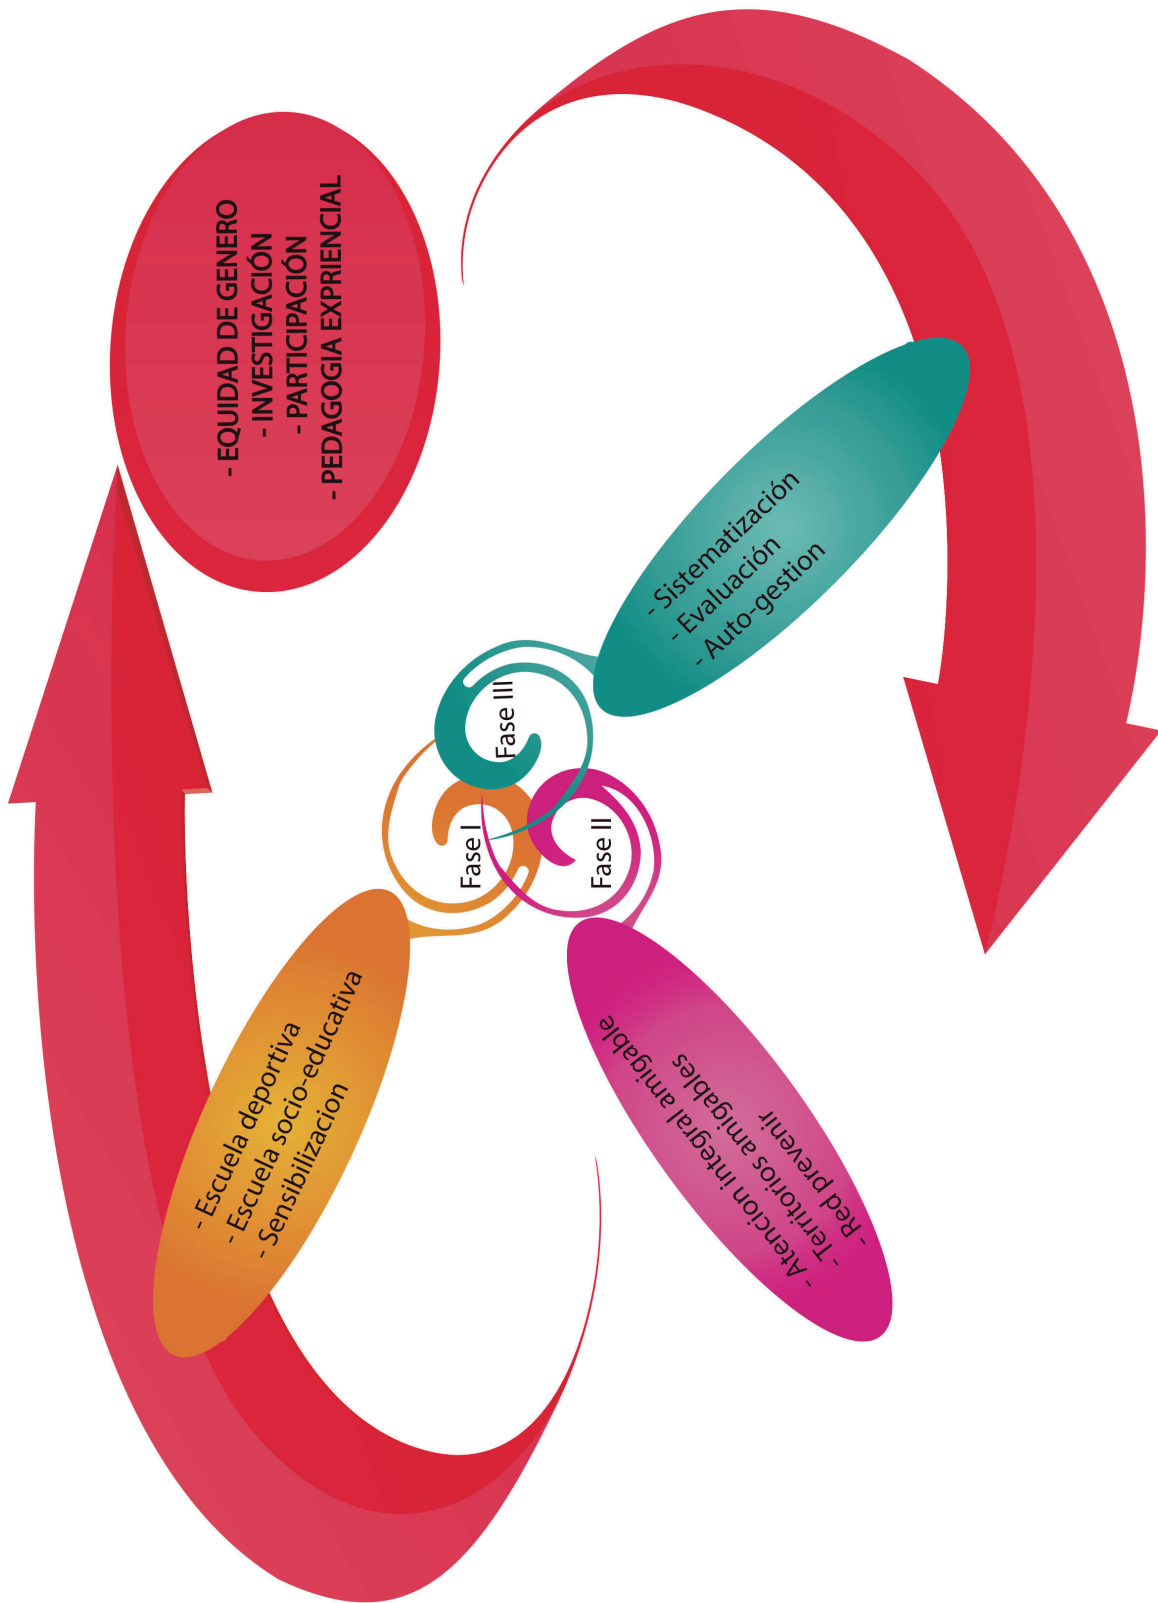 - EQUIDAD DE GENERO
- INVESTIGACIÓN
- PARTICIPACIÓN
- PEDAGOGIA EXPRIENCIAL
- Escuela deportiva
- Escuela socio-educativa
- Sensibilizacion
Fase I
Fase II
Fase III
- Atencion integral amigable
- Territorios amigables
- Red prevenir
- Sistematización
- Evaluación
- Auto-gestion